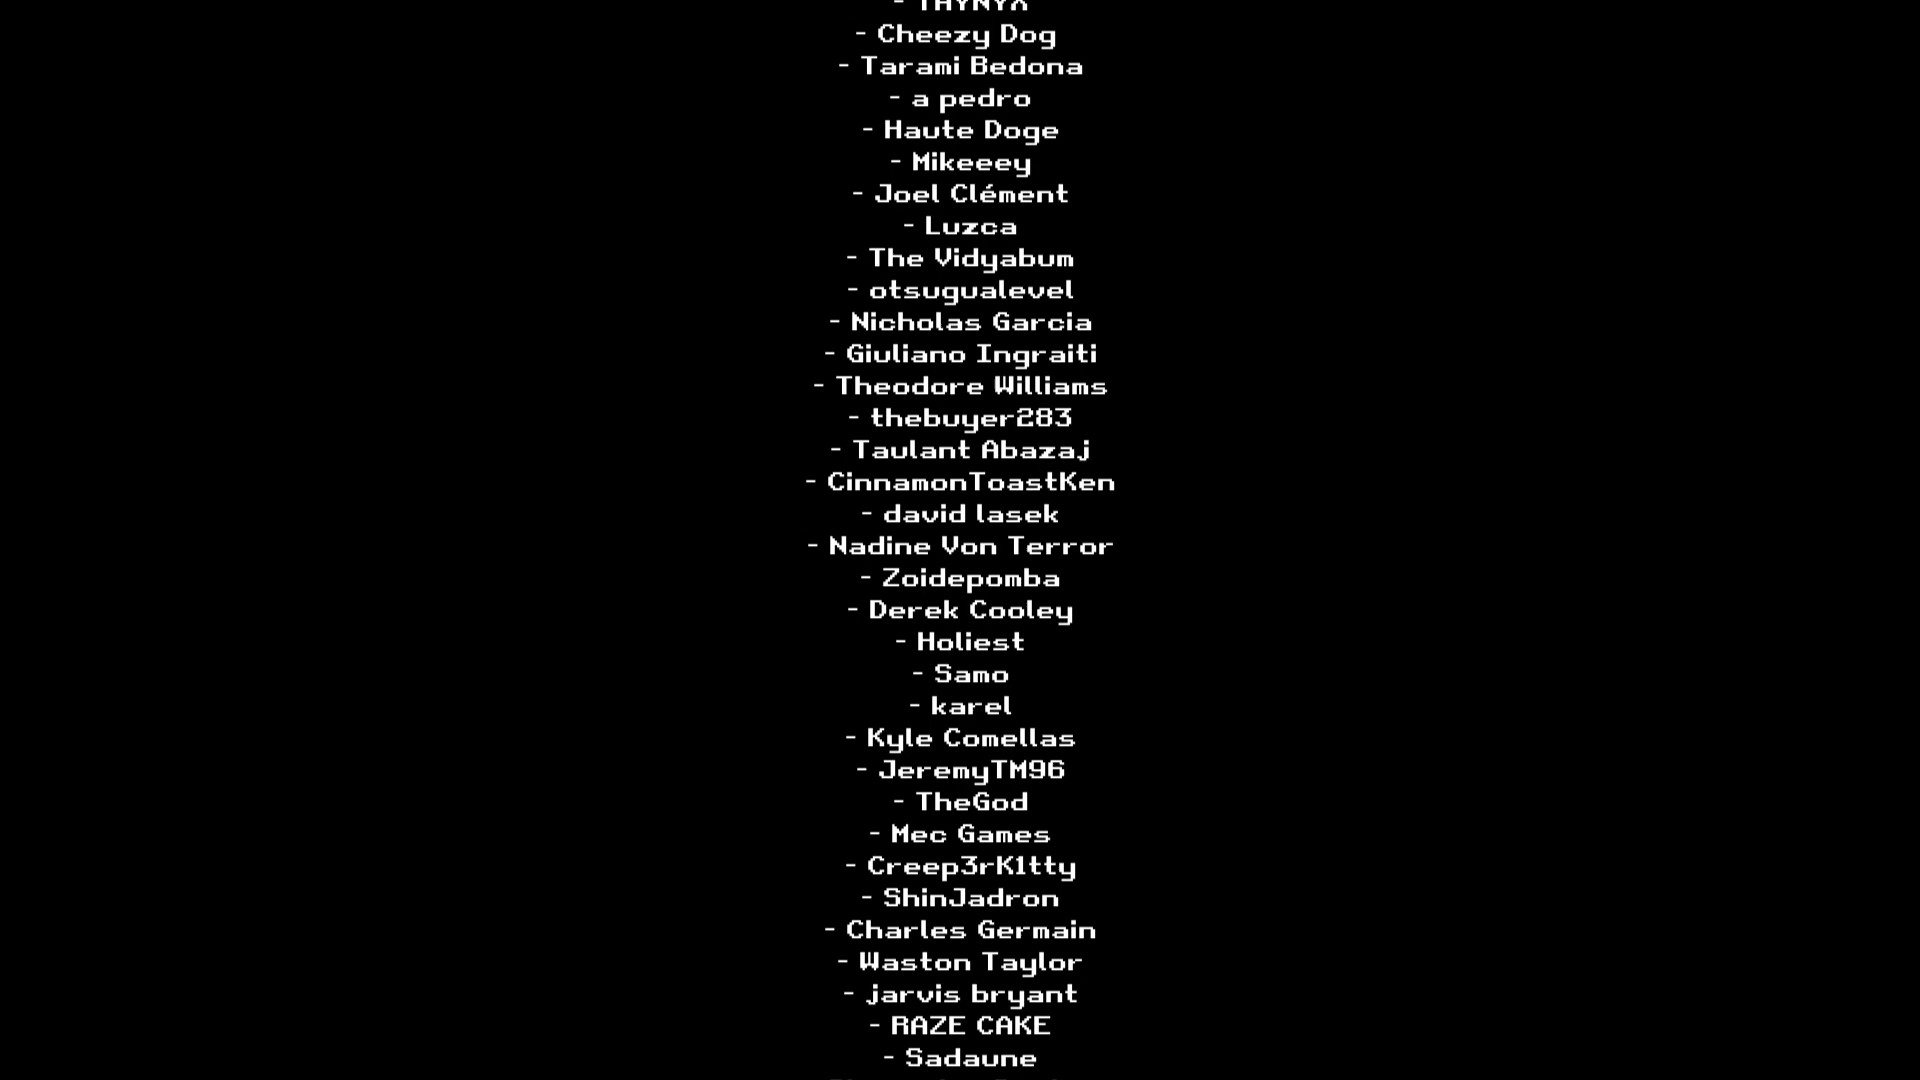 - Cheezy Dog
- Tarami Bedona
- a pedro
- Haute Doge
- Mikeeey
- Joel Clément
- Luzca
- The Vidyabum
- otsugualevel
- Nicholas Garcia
- Giuliano Ingraiti
- Theodore Williams
- thebuyer283
- Taulant Abazaj
- CinnamonToastKen
- david lasek
- Nadine Von Terror
- Zoidepomba
- Derek Cooley
- Holiest
- Samo
- karel
- Kyle Comellas
- JeremyTM96
- TheGod
- Mec Games
- Creep3rK1tty
- ShinJadron
- Charles Germain
- Waston Taylor
- jarvis bryant
- RAZE CAKE
- Sadaune